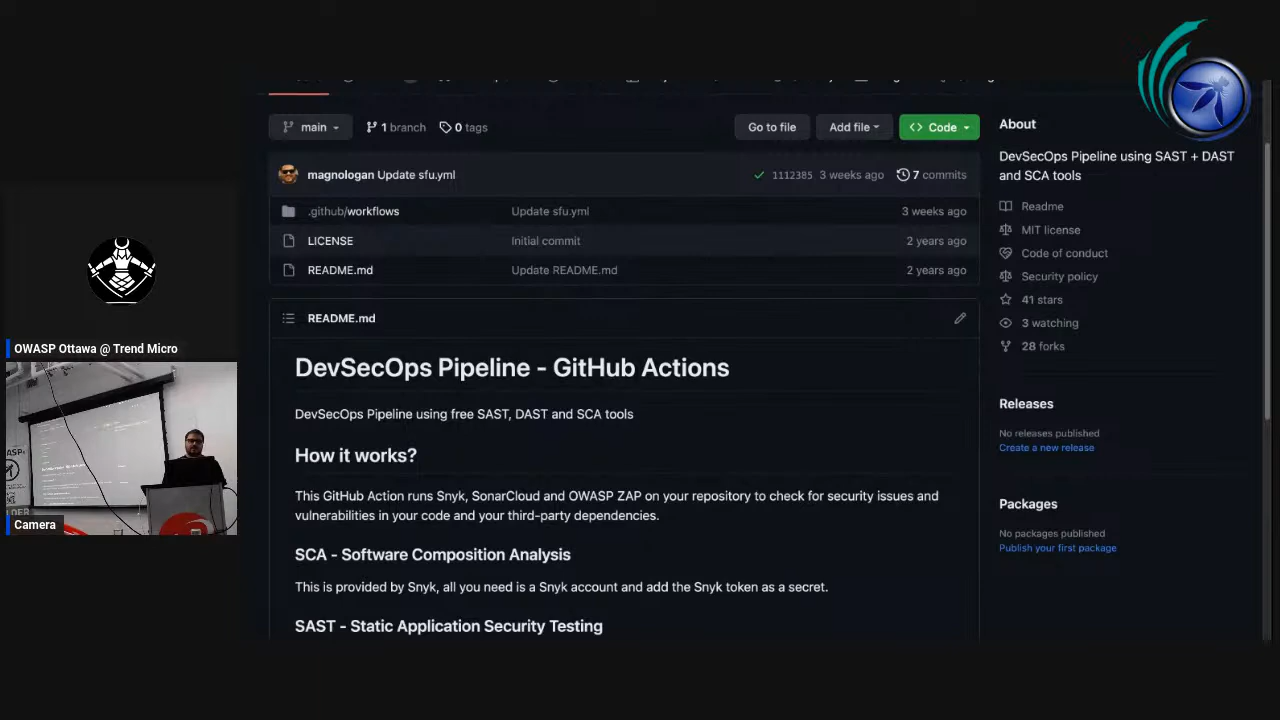 main
1 branch
0 tags
Go to file
Add file
Code
magnologan Update sfu.yml
1112385 3 weeks ago
7 commits
.github/workflows
Update sfu.yml
3 weeks ago
LICENSE
Initial commit
2 years ago
README.md
Update README.md
2 years ago
README.md
DevSecOps Pipeline - GitHub Actions
DevSecOps Pipeline using free SAST, DAST and SCA tools
How it works?
This GitHub Action runs Snyk, SonarCloud and OWASP ZAP on your repository to check for security issues and
vulnerabilities in your code and your third-party dependencies.
SCA - Software Composition Analysis
This is provided by Snyk, all you need is a Snyk account and add the Snyk token as a secret.
SAST - Static Application Security Testing
About
DevSecOps Pipeline using SAST + DAST
and SCA tools
Readme
MIT license
Code of conduct
Security policy
41 stars
3 watching
28 forks
Releases
No releases published
Create a new release
Packages
No packages published
Publish your first package
OWASP Ottawa @ Trend Micro
Camera